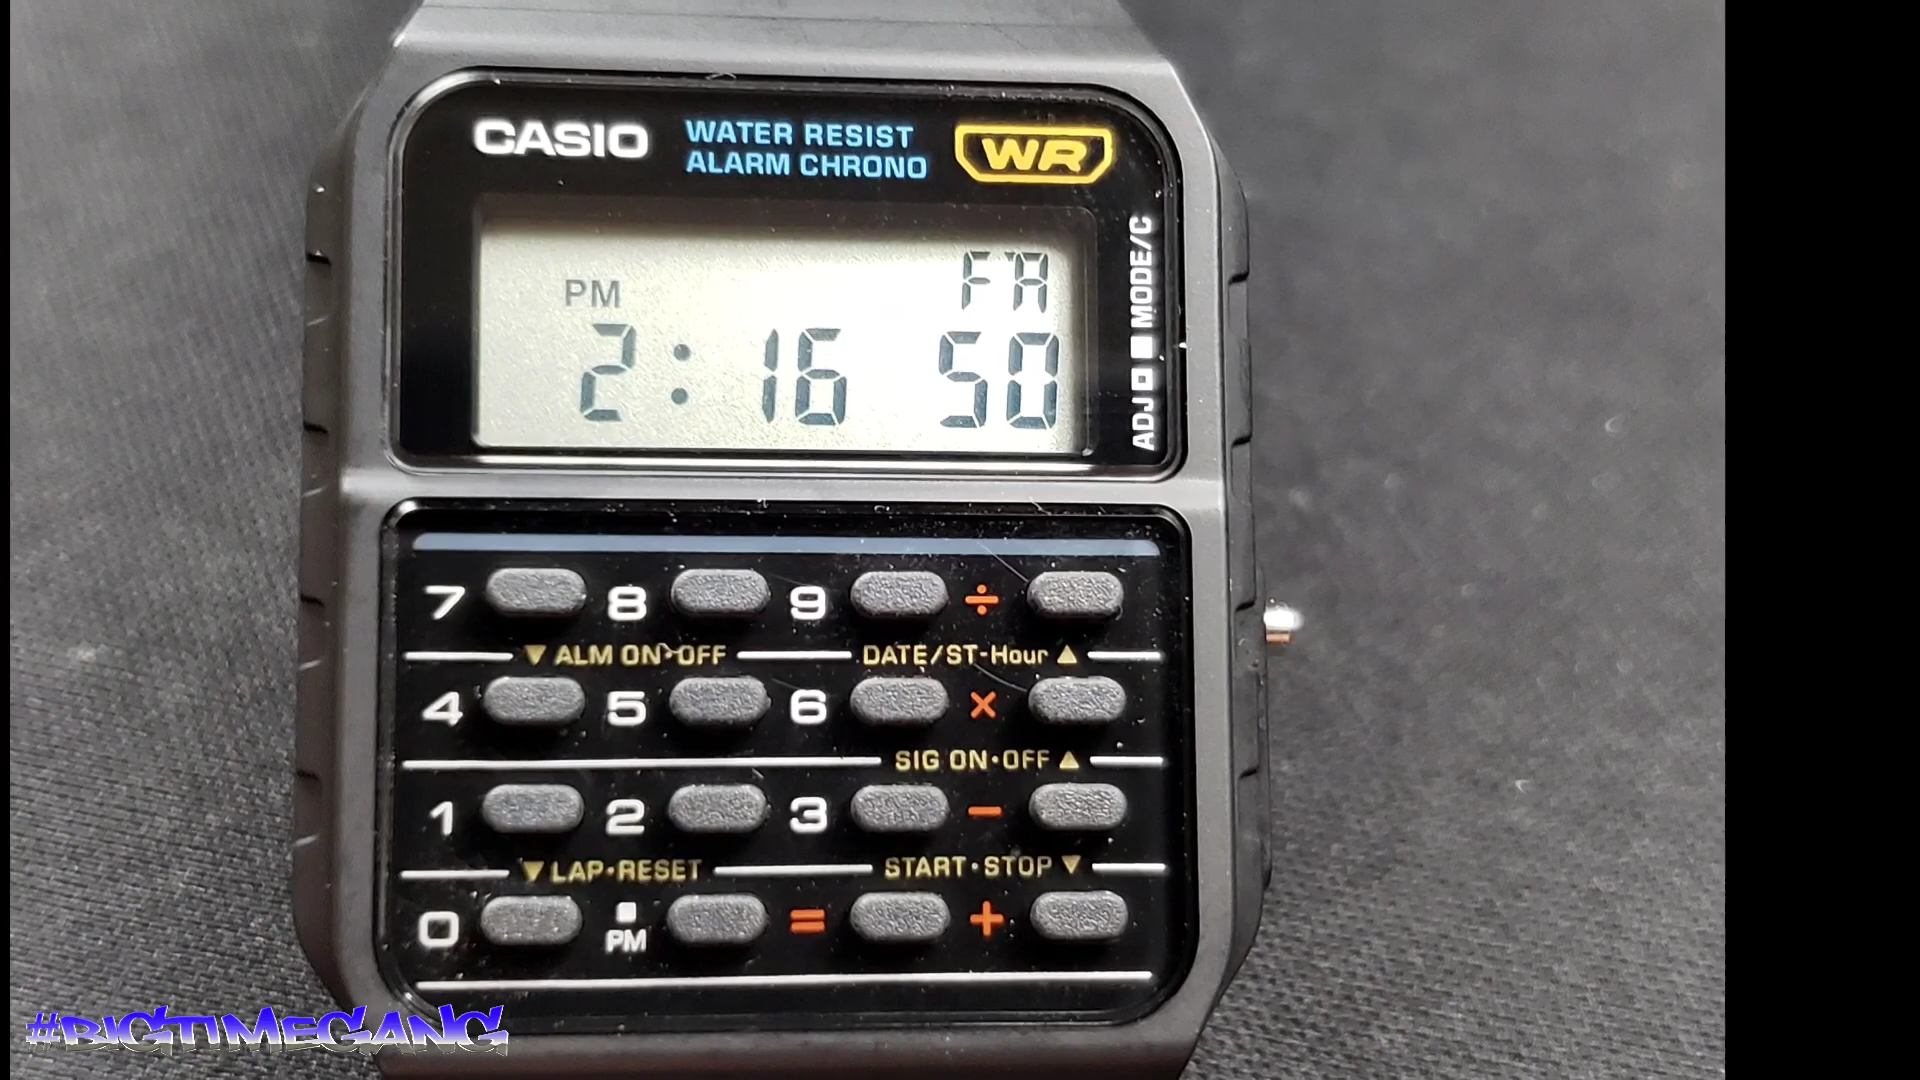 CASIO
WATER RESIST
ALARM CHRONO
WR
PM
FR
2:16 50
ADJ MODE/C
7 8 9 ÷
▼ ALM ON·OFF DATE/ST-Hour ▲
4 5 6 ×
SIG ON·OFF ▲
1 2 3 −
▼ LAP·RESET START·STOP ▼
0 . = +
PM
#BIGTIMEGANG